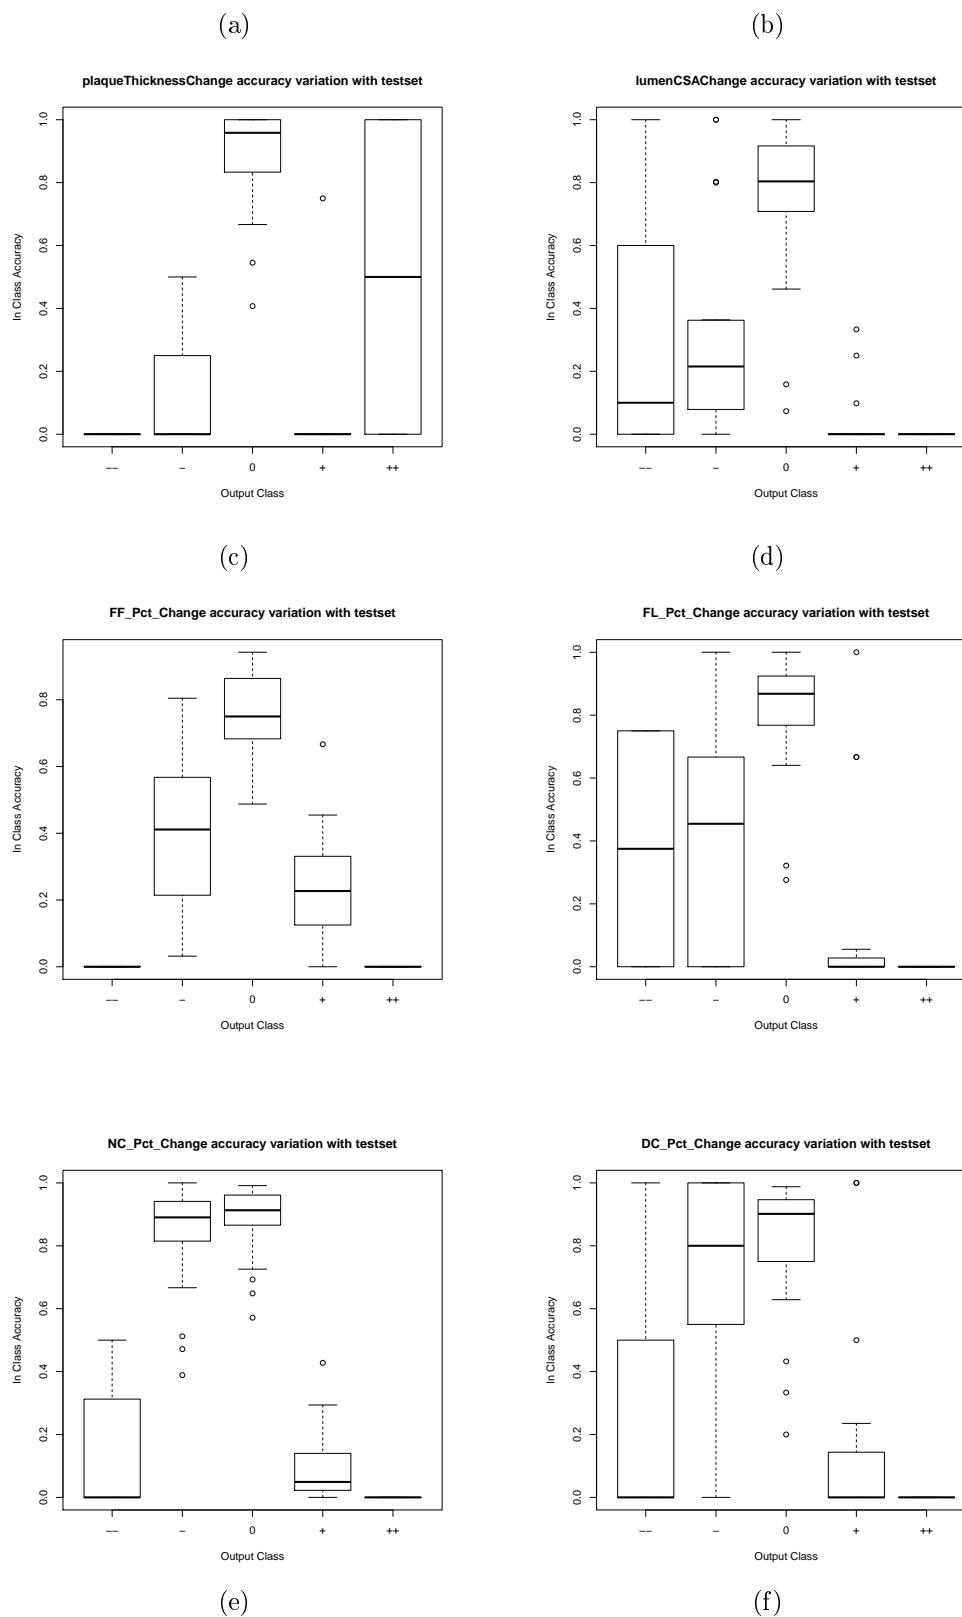 (a)
(b)
plaqueThicknessChange accuracy variation with testset
In Class Accuracy
1.0
0.8
0.6
0.4
0.2
0.0
−− − 0 + ++
Output Class
lumenCSAChange accuracy variation with testset
In Class Accuracy
1.0
0.8
0.6
0.4
0.2
0.0
−− − 0 + ++
Output Class
(c)
(d)
FF_Pct_Change accuracy variation with testset
In Class Accuracy
0.8
0.6
0.4
0.2
0.0
−− − 0 + ++
Output Class
FL_Pct_Change accuracy variation with testset
In Class Accuracy
1.0
0.8
0.6
0.4
0.2
0.0
−− − 0 + ++
Output Class
NC_Pct_Change accuracy variation with testset
In Class Accuracy
1.0
0.8
0.6
0.4
0.2
0.0
−− − 0 + ++
Output Class
DC_Pct_Change accuracy variation with testset
In Class Accuracy
1.0
0.8
0.6
0.4
0.2
0.0
−− − 0 + ++
Output Class
(e)
(f)